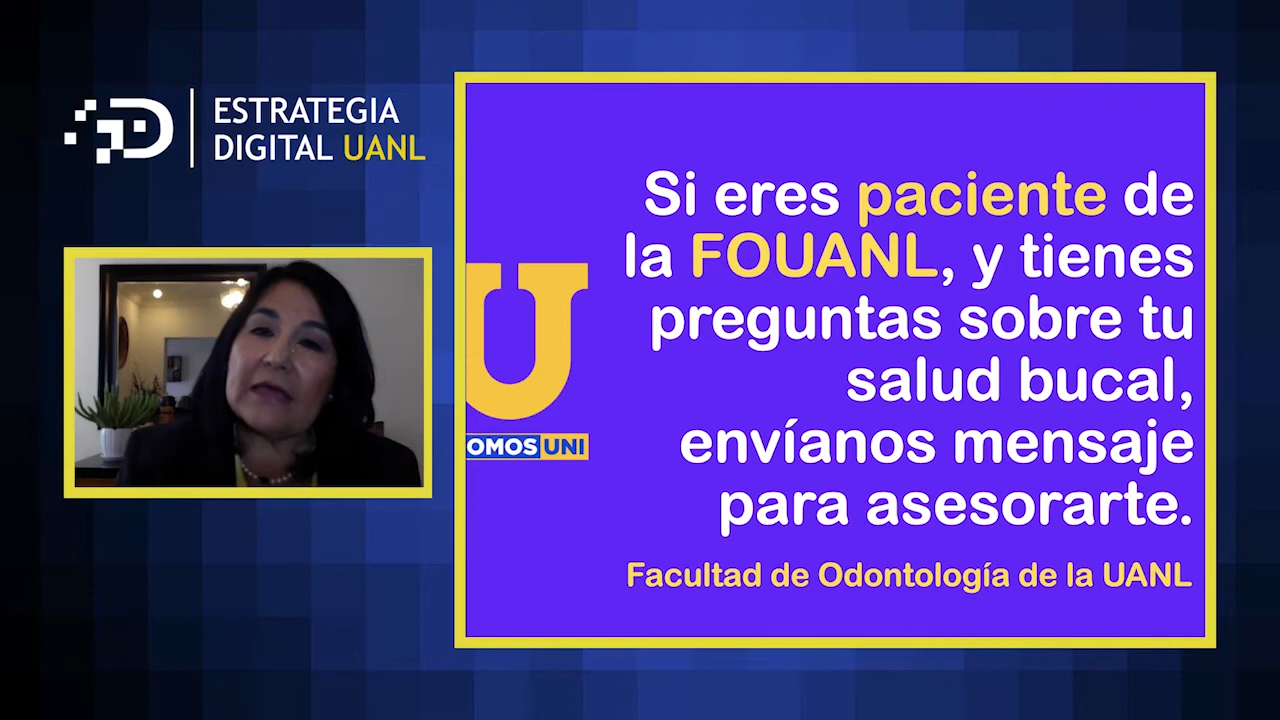 ESTRATEGIA
DIGITAL UANL
Si eres paciente de
la FOUANL, y tienes
preguntas sobre tu
salud bucal,
envíanos mensaje
para asesorarte.
Facultad de Odontología de la UANL
U
OMOS UNI